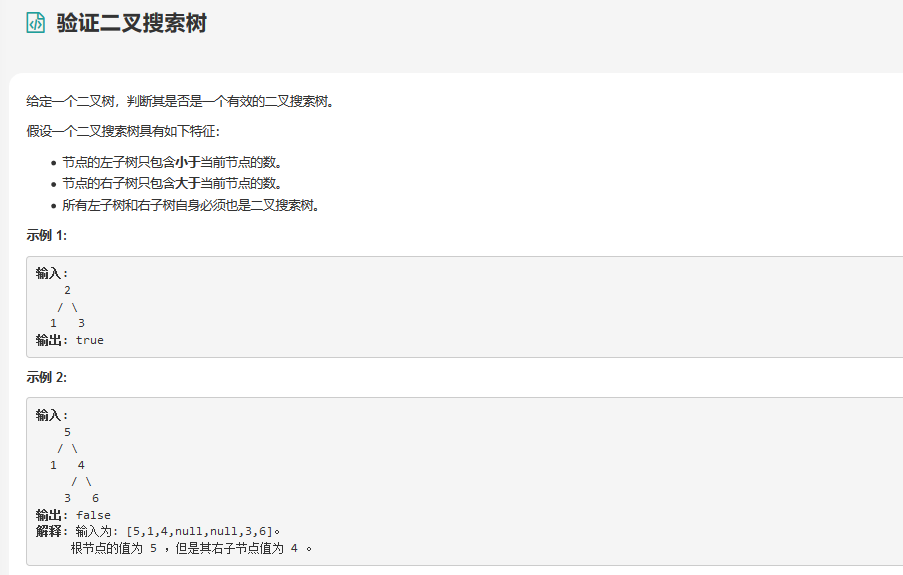 验证二叉搜索树
给定一个二叉树，判断其是否是一个有效的二叉搜索树。
假设一个二叉搜索树具有如下特征：
• 节点的左子树只包含小于当前节点的数。
• 节点的右子树只包含大于当前节点的数。
• 所有左子树和右子树自身必须也是二叉搜索树。
示例 1:
输入:
2
/ \
1 3
输出: true
示例 2:
输入:
5
/ \
1 4
/ \
3 6
输出: false
解释: 输入为: [5,1,4,null,null,3,6]。
根节点的值为 5 ，但是其右子节点值为 4 。